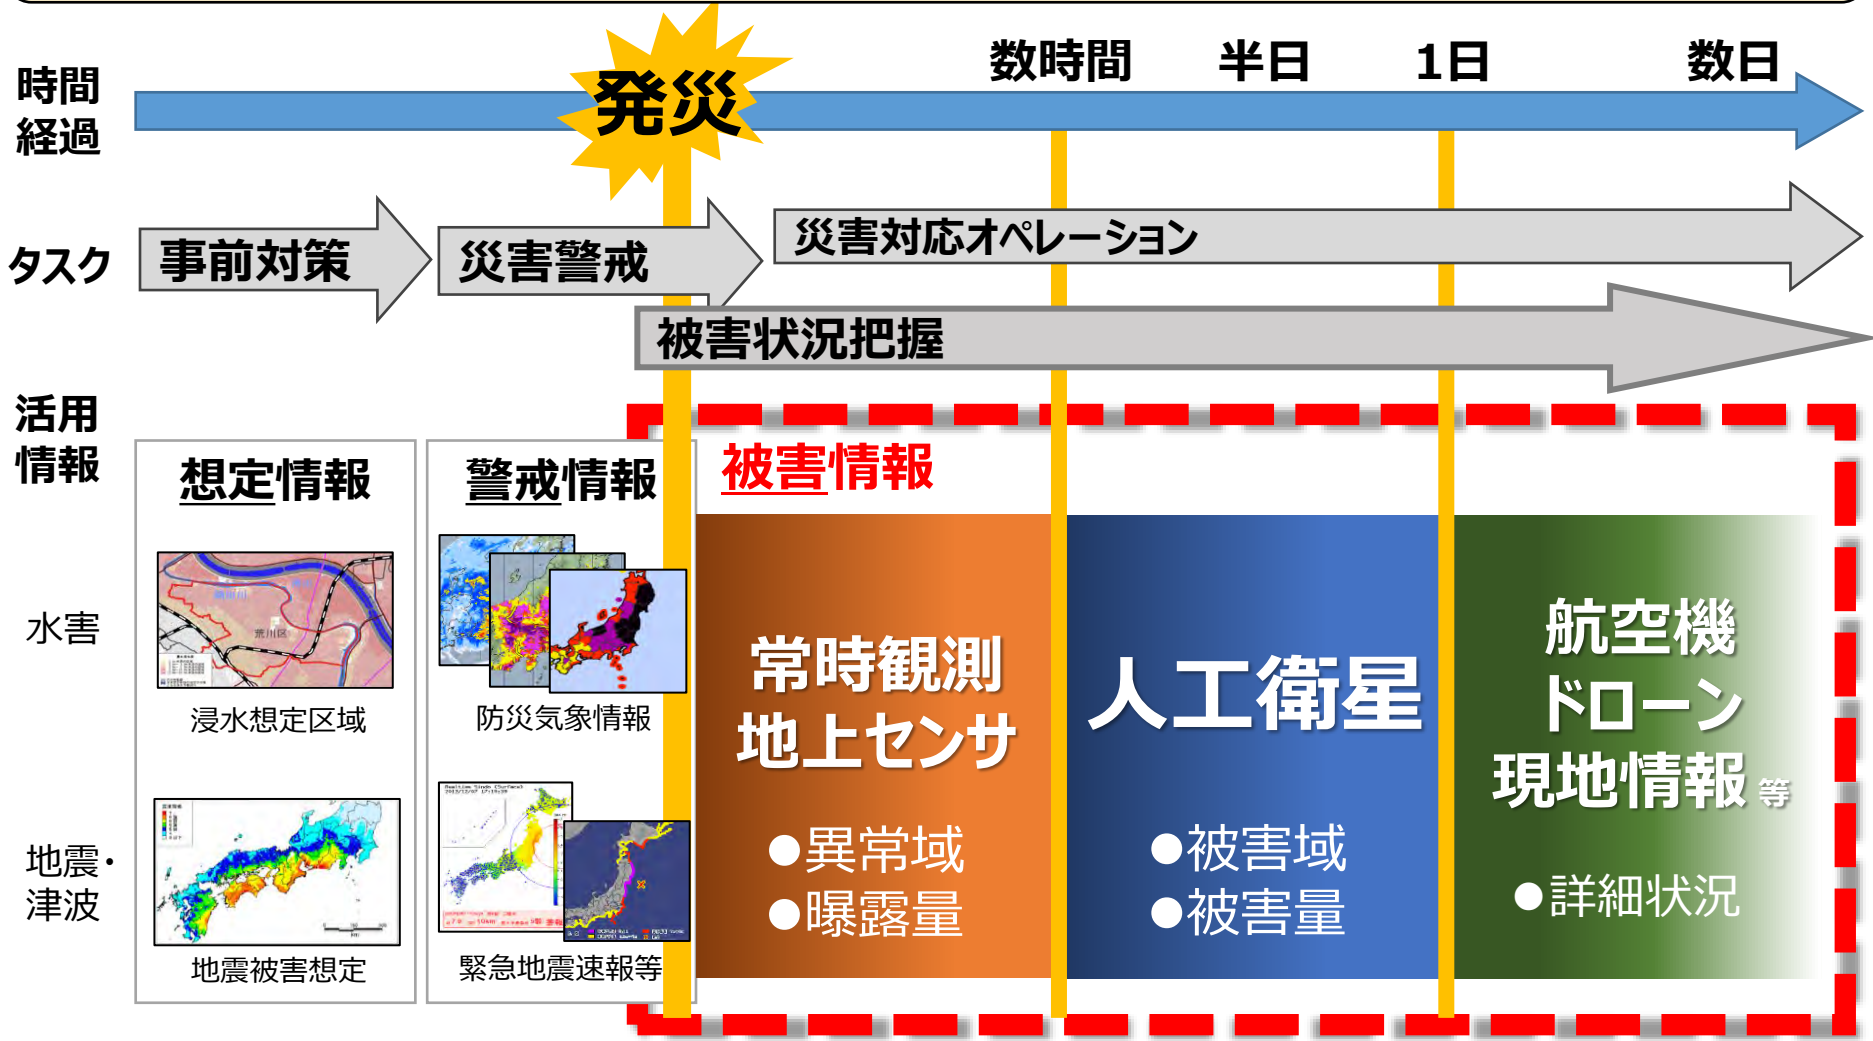 数時間
半日
1日
数日
時間
経過
発災
タスク
事前対策
災害警戒
災害対応オペレーション
被害状況把握
活用
情報
想定情報
警戒情報
被害情報
水害
荒川区
浸水想定区域
防災気象情報
地震・
津波
地震被害想定
緊急地震速報等
常時観測
地上センサ
●異常域
●曝露量
人工衛星
●被害域
●被害量
航空機
ドローン
現地情報 等
●詳細状況